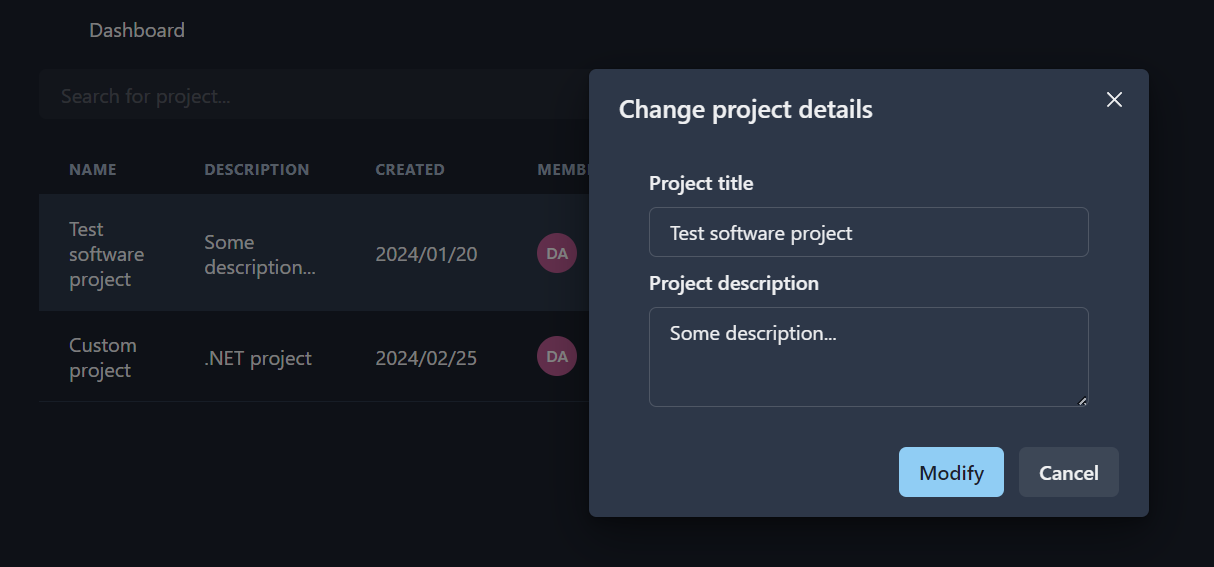 Dashboard
Search for project...
NAME DESCRIPTION CREATED MEMB
Test
software
project
Some
description...
2024/01/20
DA
Custom
project
.NET project
2024/02/25
DA
Change project details
Project title
Test software project
Project description
Some description...
Modify Cancel